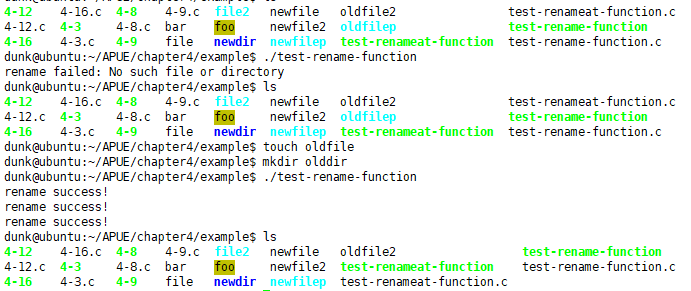 4-12 4-16.c 4-8 4-9.c file2 newfile oldfile2 test-renameat-function.c
4-12.c 4-3 4-8.c bar foo newfile2 oldfilep test-rename-function
4-16 4-3.c 4-9 file newdir newfilep test-renameat-function test-rename-function.c
dunk@ubuntu:~/APUE/chapter4/example$ ./test-rename-function
rename failed: No such file or directory
dunk@ubuntu:~/APUE/chapter4/example$ ls
4-12 4-16.c 4-8 4-9.c file2 newfile oldfile2 test-renameat-function.c
4-12.c 4-3 4-8.c bar foo newfile2 oldfilep test-rename-function
4-16 4-3.c 4-9 file newdir newfilep test-renameat-function test-rename-function.c
dunk@ubuntu:~/APUE/chapter4/example$ touch oldfile
dunk@ubuntu:~/APUE/chapter4/example$ mkdir olddir
dunk@ubuntu:~/APUE/chapter4/example$ ./test-rename-function
rename success!
rename success!
rename success!
dunk@ubuntu:~/APUE/chapter4/example$ ls
4-12 4-16.c 4-8 4-9.c file2 newfile oldfile2 test-rename-function
4-12.c 4-3 4-8.c bar foo newfile2 test-renameat-function test-rename-function.c
4-16 4-3.c 4-9 file newdir newfilep test-renameat-function.c